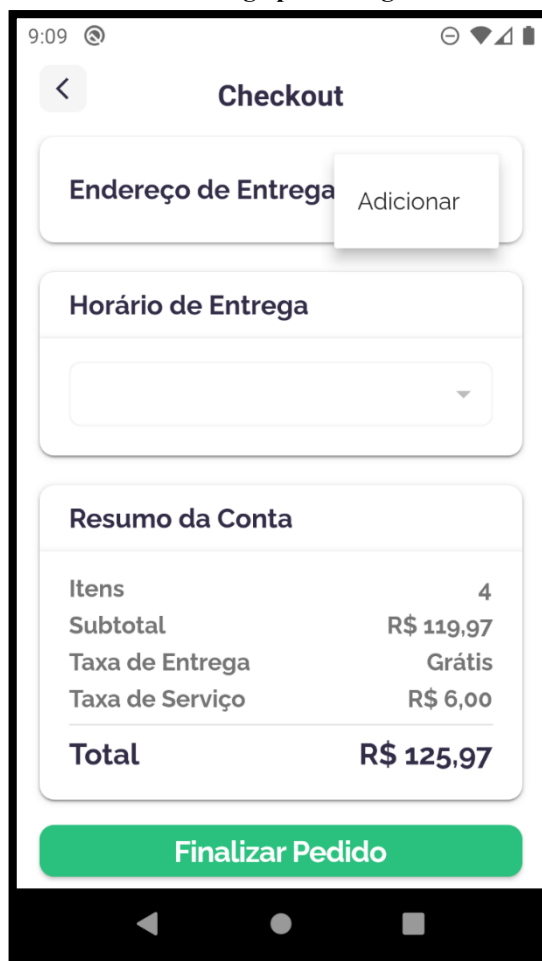 9:09
Checkout
Endereço de Entrega
Adicionar
Horário de Entrega
Resumo da Conta
Itens 4
Subtotal R$ 119,97
Taxa de Entrega Grátis
Taxa de Serviço R$ 6,00
Total R$ 125,97
Finalizar Pedido